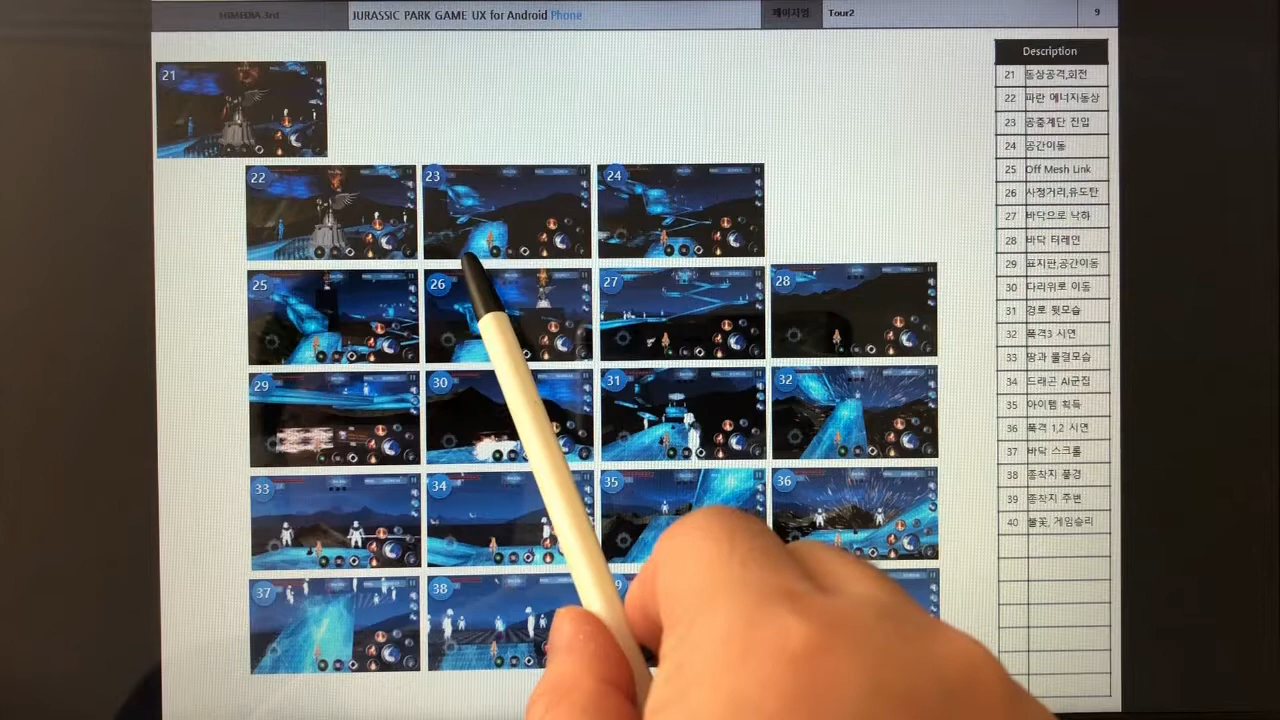 HIMEDIA 3rd
JURASSIC PARK GAME UX for Android Phone
페이지명
Tour2
9
Description
21 동상공격,회전
22 파란 에너지동상
23 공중계단 진입
24 공간이동
25 Off Mesh Link
26 사정거리,유도탄
27 바닥으로 낙하
28 바닥 터레인
29 표지판,공간이동
30 다리위로 이동
31 경로 뒷모습
32 폭격3 시연
33 땅과 물결모습
34 드래곤 AI군집
35 아이템 획득
36 폭격 1,2 시연
37 바닥 스크롤
38 종착지 풍경
39 종착지 주변
40 불꽃, 게임승리
21
22
23
24
25
26
27
28
29
30
31
32
33
34
35
36
37
38